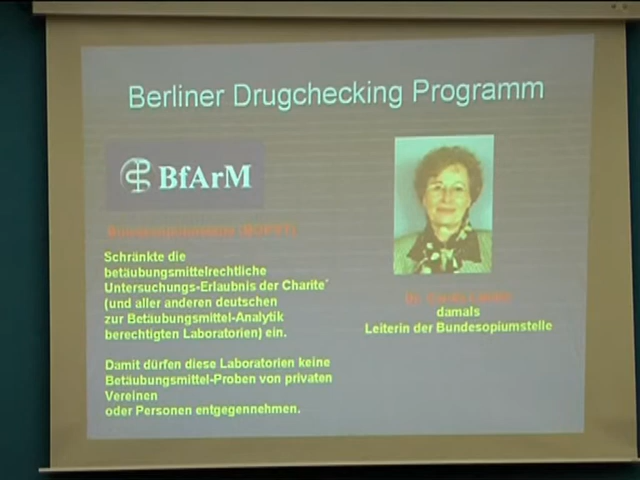 Berliner Drugchecking Programm
BfArM
Schränkte die
betäubungsmittelrechtliche
Untersuchungs-Erlaubnis der Charite´
(und aller anderen deutschen
zur Betäubungsmittel-Analytik
berechtigten Laboratorien) ein.
Damit dürfen diese Laboratorien keine
Betäubungsmittel-Proben von privaten
Vereinen
oder Personen entgegennehmen.
Dr.
damals
Leiterin der Bundesopiumstelle